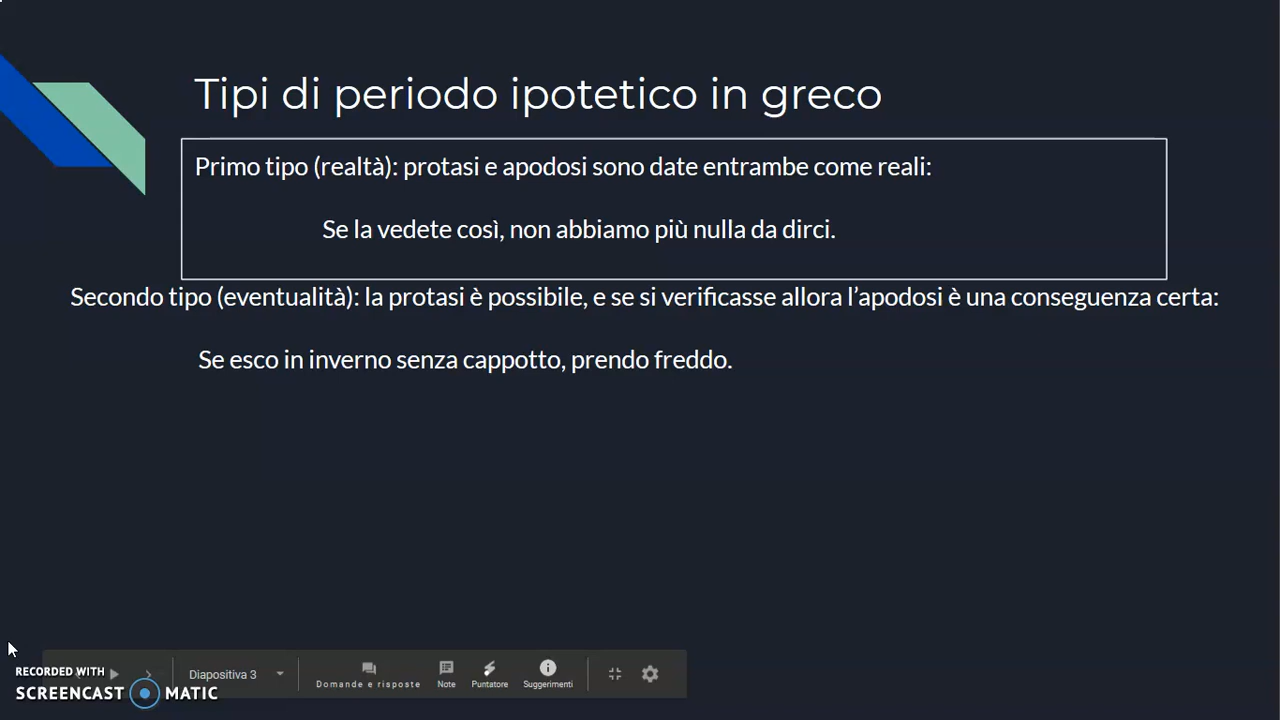 Tipi di periodo ipotetico in greco
Primo tipo (realtà): protasi e apodosi sono date entrambe come reali:
Se la vedete così, non abbiamo più nulla da dirci.
Secondo tipo (eventualità): la protasi è possibile, e se si verificasse allora l’apodosi è una conseguenza certa:
Se esco in inverno senza cappotto, prendo freddo.
Diapositiva 3
Domande e risposte
Note
Puntatore
Suggerimenti
RECORDED WITH
SCREENCAST MATIC